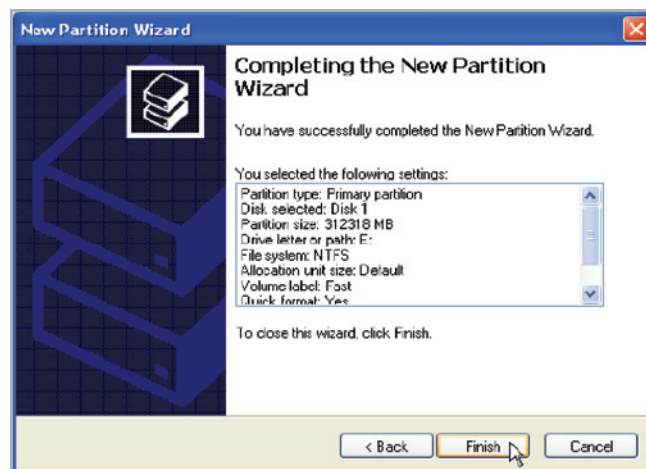 New Partition Wizard
Completing the New Partition
Wizard
You have successfully completed the New Partition Wizard.
You selected the following settings:
Partition type: Primary partition
Disk selected: Disk 1
Partition size: 312318 MB
Drive letter or path: E:
File system: NTFS
Allocation unit size: Default
Volume label: Fast
Quick format: Yes
To close this wizard, click Finish.
< Back
Finish
Cancel